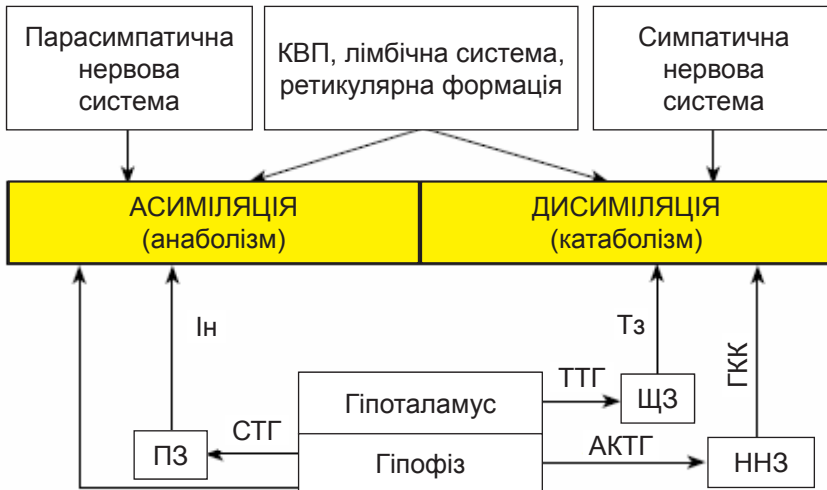 Парасимпатична
нервова
система
КВП, лімбічна система,
ретикулярна формація
Симпатична
нервова
система
АСИМІЛЯЦІЯ
(анаболізм)
ДИСИМІЛЯЦІЯ
(катаболізм)
Ін
Тз
ГКК
Гіпоталамус
ТТГ
ЩЗ
ПЗ
СТГ
Гіпофіз
АКТГ
ННЗ